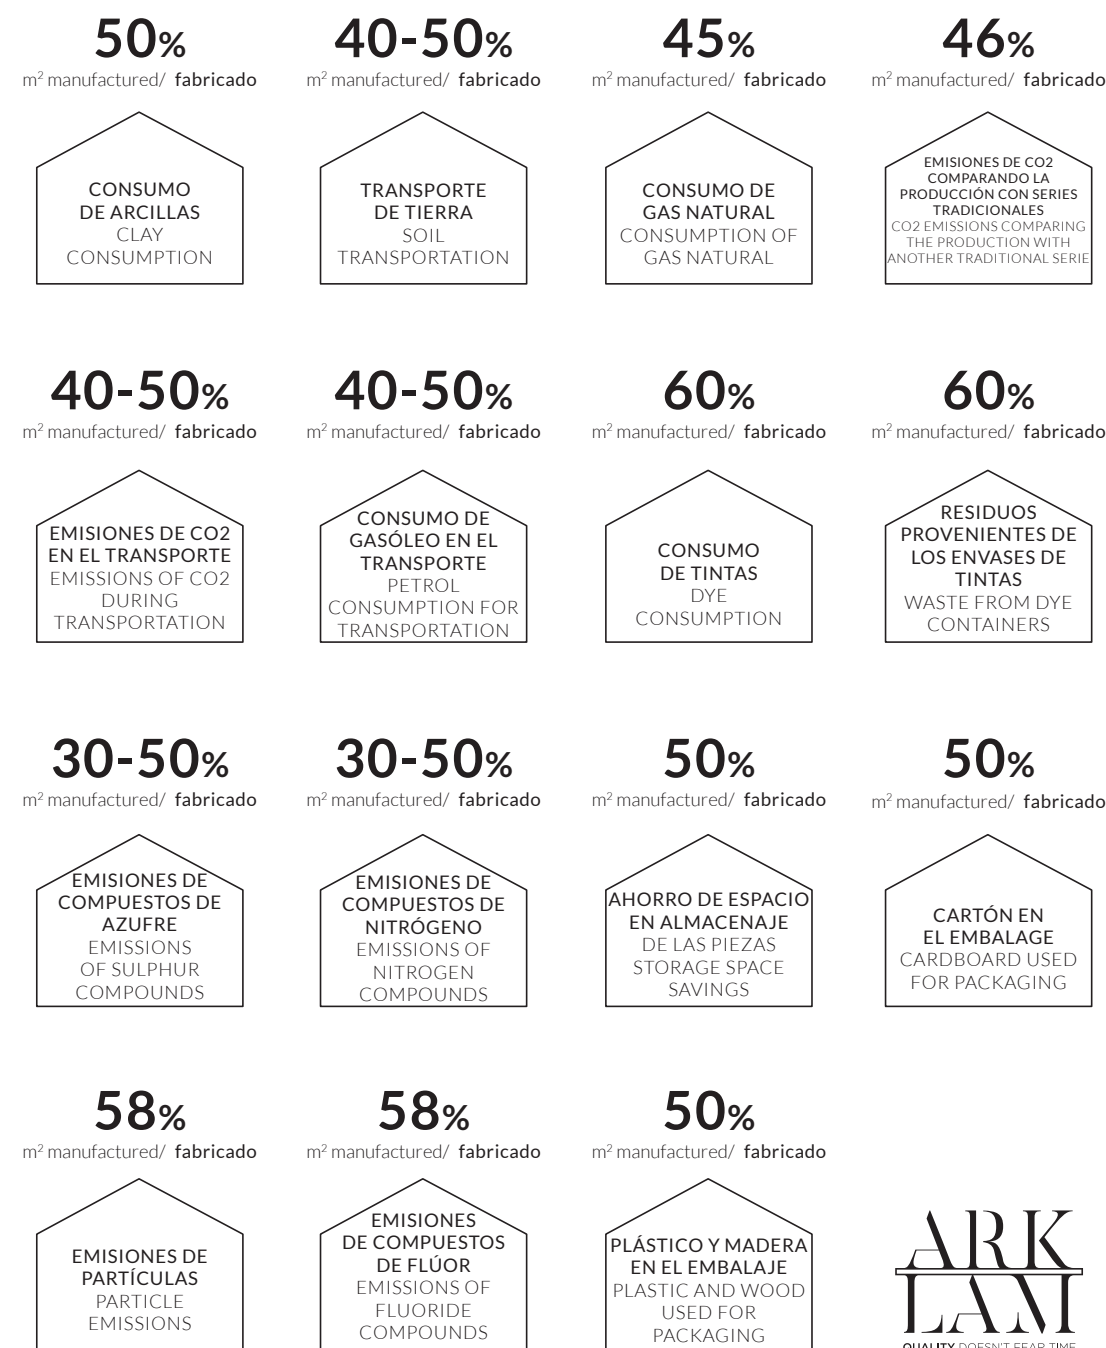 50%
m² manufactured/ fabricado
CONSUMO
DE ARCILLAS
CLAY
CONSUMPTION
40-50%
m² manufactured/ fabricado
TRANSPORTE
DE TIERRA
SOIL
TRANSPORTATION
45%
m² manufactured/ fabricado
CONSUMO DE
GAS NATURAL
CONSUMPTION OF
GAS NATURAL
46%
m² manufactured/ fabricado
EMISIONES DE CO2
COMPARANDO LA
PRODUCCIÓN CON SERIES
TRADICIONALES
CO2 EMISSIONS COMPARING
THE PRODUCTION WITH
ANOTHER TRADITIONAL SERIE
40-50%
m² manufactured/ fabricado
EMISIONES DE CO2
EN EL TRANSPORTE
EMISSIONS OF CO2
DURING
TRANSPORTATION
40-50%
m² manufactured/ fabricado
CONSUMO DE
GASÓLEO EN EL
TRANSPORTE
PETROL
CONSUMPTION FOR
TRANSPORTATION
60%
m² manufactured/ fabricado
CONSUMO
DE TINTAS
DYE
CONSUMPTION
60%
m² manufactured/ fabricado
RESIDUOS
PROVENIENTES DE
LOS ENVASES DE
TINTAS
WASTE FROM DYE
CONTAINERS
30-50%
m² manufactured/ fabricado
EMISIONES DE
COMPUESTOS DE
AZUFRE
EMISSIONS
OF SULPHUR
COMPOUNDS
30-50%
m² manufactured/ fabricado
EMISIONES DE
COMPUESTOS DE
NITRÓGENO
EMISSIONS OF
NITROGEN
COMPOUNDS
50%
m² manufactured/ fabricado
AHORRO DE ESPACIO
EN ALMACENAJE
DE LAS PIEZAS
STORAGE SPACE
SAVINGS
50%
m² manufactured/ fabricado
CARTÓN EN
EL EMBALAGE
CARDBOARD USED
FOR PACKAGING
58%
m² manufactured/ fabricado
EMISIONES DE
PARTÍCULAS
PARTICLE
EMISSIONS
58%
m² manufactured/ fabricado
EMISIONES
DE COMPUESTOS
DE FLÚOR
EMISSIONS OF
FLUORIDE
COMPOUNDS
50%
m² manufactured/ fabricado
PLÁSTICO Y MADERA
EN EL EMBALAJE
PLASTIC AND WOOD
USED FOR
PACKAGING
ARK
LAM
QUALITY DOESN'T FEAR TIME